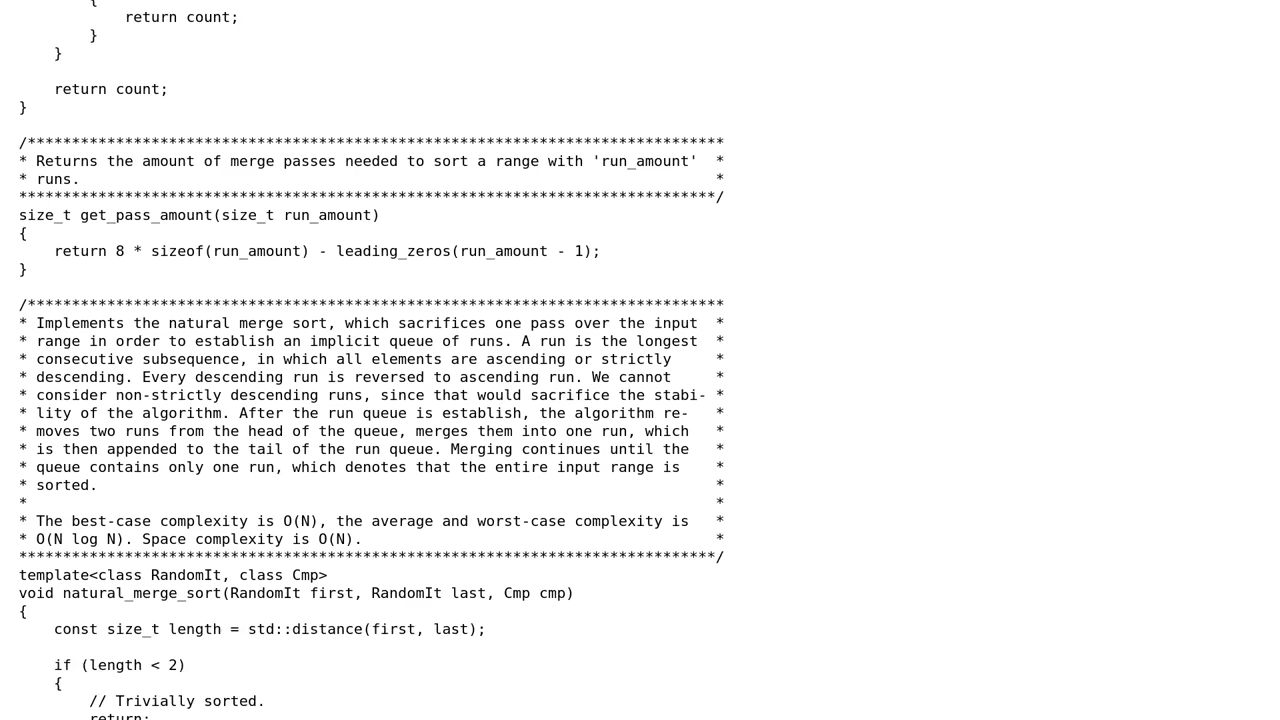 {
            return count;
        }
    }

    return count;
}

/*******************************************************************************
* Returns the amount of merge passes needed to sort a range with 'run_amount'  *
* runs.                                                                        *
*******************************************************************************/
size_t get_pass_amount(size_t run_amount)
{
    return 8 * sizeof(run_amount) - leading_zeros(run_amount - 1);
}

/*******************************************************************************
* Implements the natural merge sort, which sacrifices one pass over the input  *
* range in order to establish an implicit queue of runs. A run is the longest  *
* consecutive subsequence, in which all elements are ascending or strictly     *
* descending. Every descending run is reversed to ascending run. We cannot     *
* consider non-strictly descending runs, since that would sacrifice the stabi- *
* lity of the algorithm. After the run queue is establish, the algorithm re-   *
* moves two runs from the head of the queue, merges them into one run, which   *
* is then appended to the tail of the run queue. Merging continues until the   *
* queue contains only one run, which denotes that the entire input range is    *
* sorted.                                                                      *
*                                                                              *
* The best-case complexity is O(N), the average and worst-case complexity is   *
* O(N log N). Space complexity is O(N).                                        *
*******************************************************************************/
template<class RandomIt, class Cmp>
void natural_merge_sort(RandomIt first, RandomIt last, Cmp cmp)
{
    const size_t length = std::distance(first, last);

    if (length < 2)
    {
        // Trivially sorted.
        return;